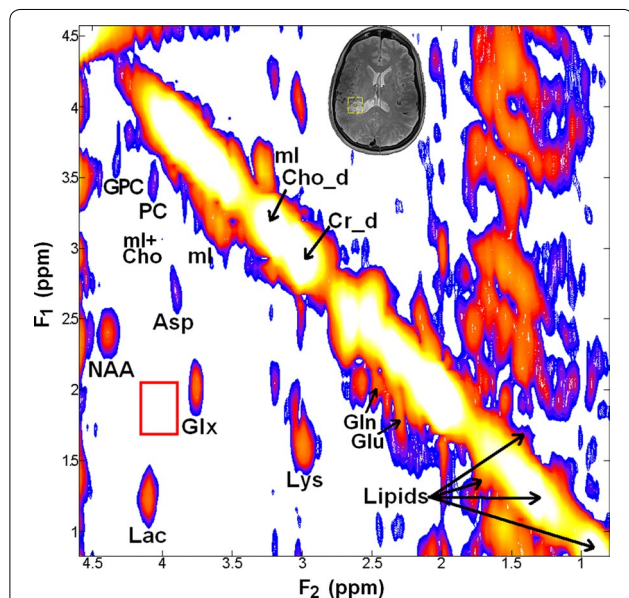 4.5
4
3.5
3
2.5
2
1.5
1
F1 (ppm)
mI
GPC
Cho_d
PC
Cr_d
mI+
Cho
mI
Asp
NAA
Glx
Gln
Glu
Lys
Lipids
Lac
4.5 4 3.5 3 2.5 2 1.5 1
F2 (ppm)